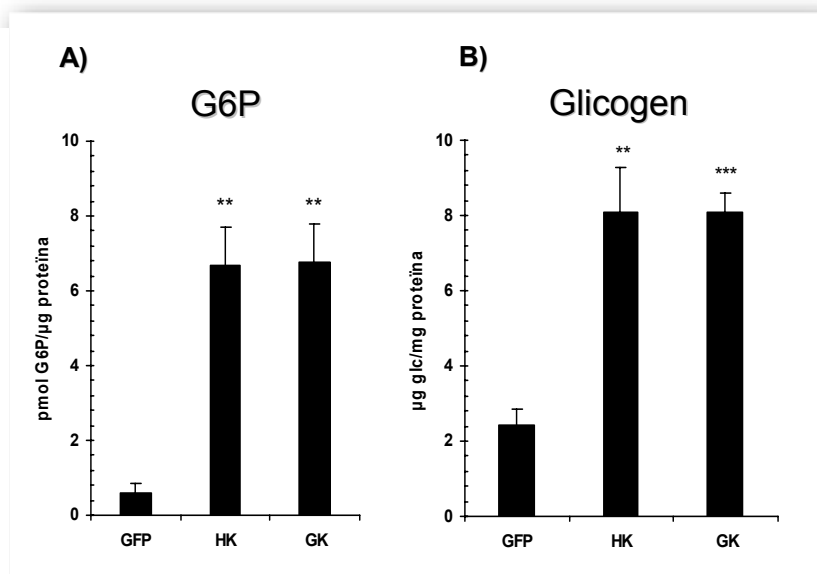 A)
G6P
10
8
6
4
2
0
pmol G6P/µg proteïna
** **
GFP HK GK
B)
Glicogen
10
8
6
4
2
0
µg glc/mg proteïna
** ***
GFP HK GK